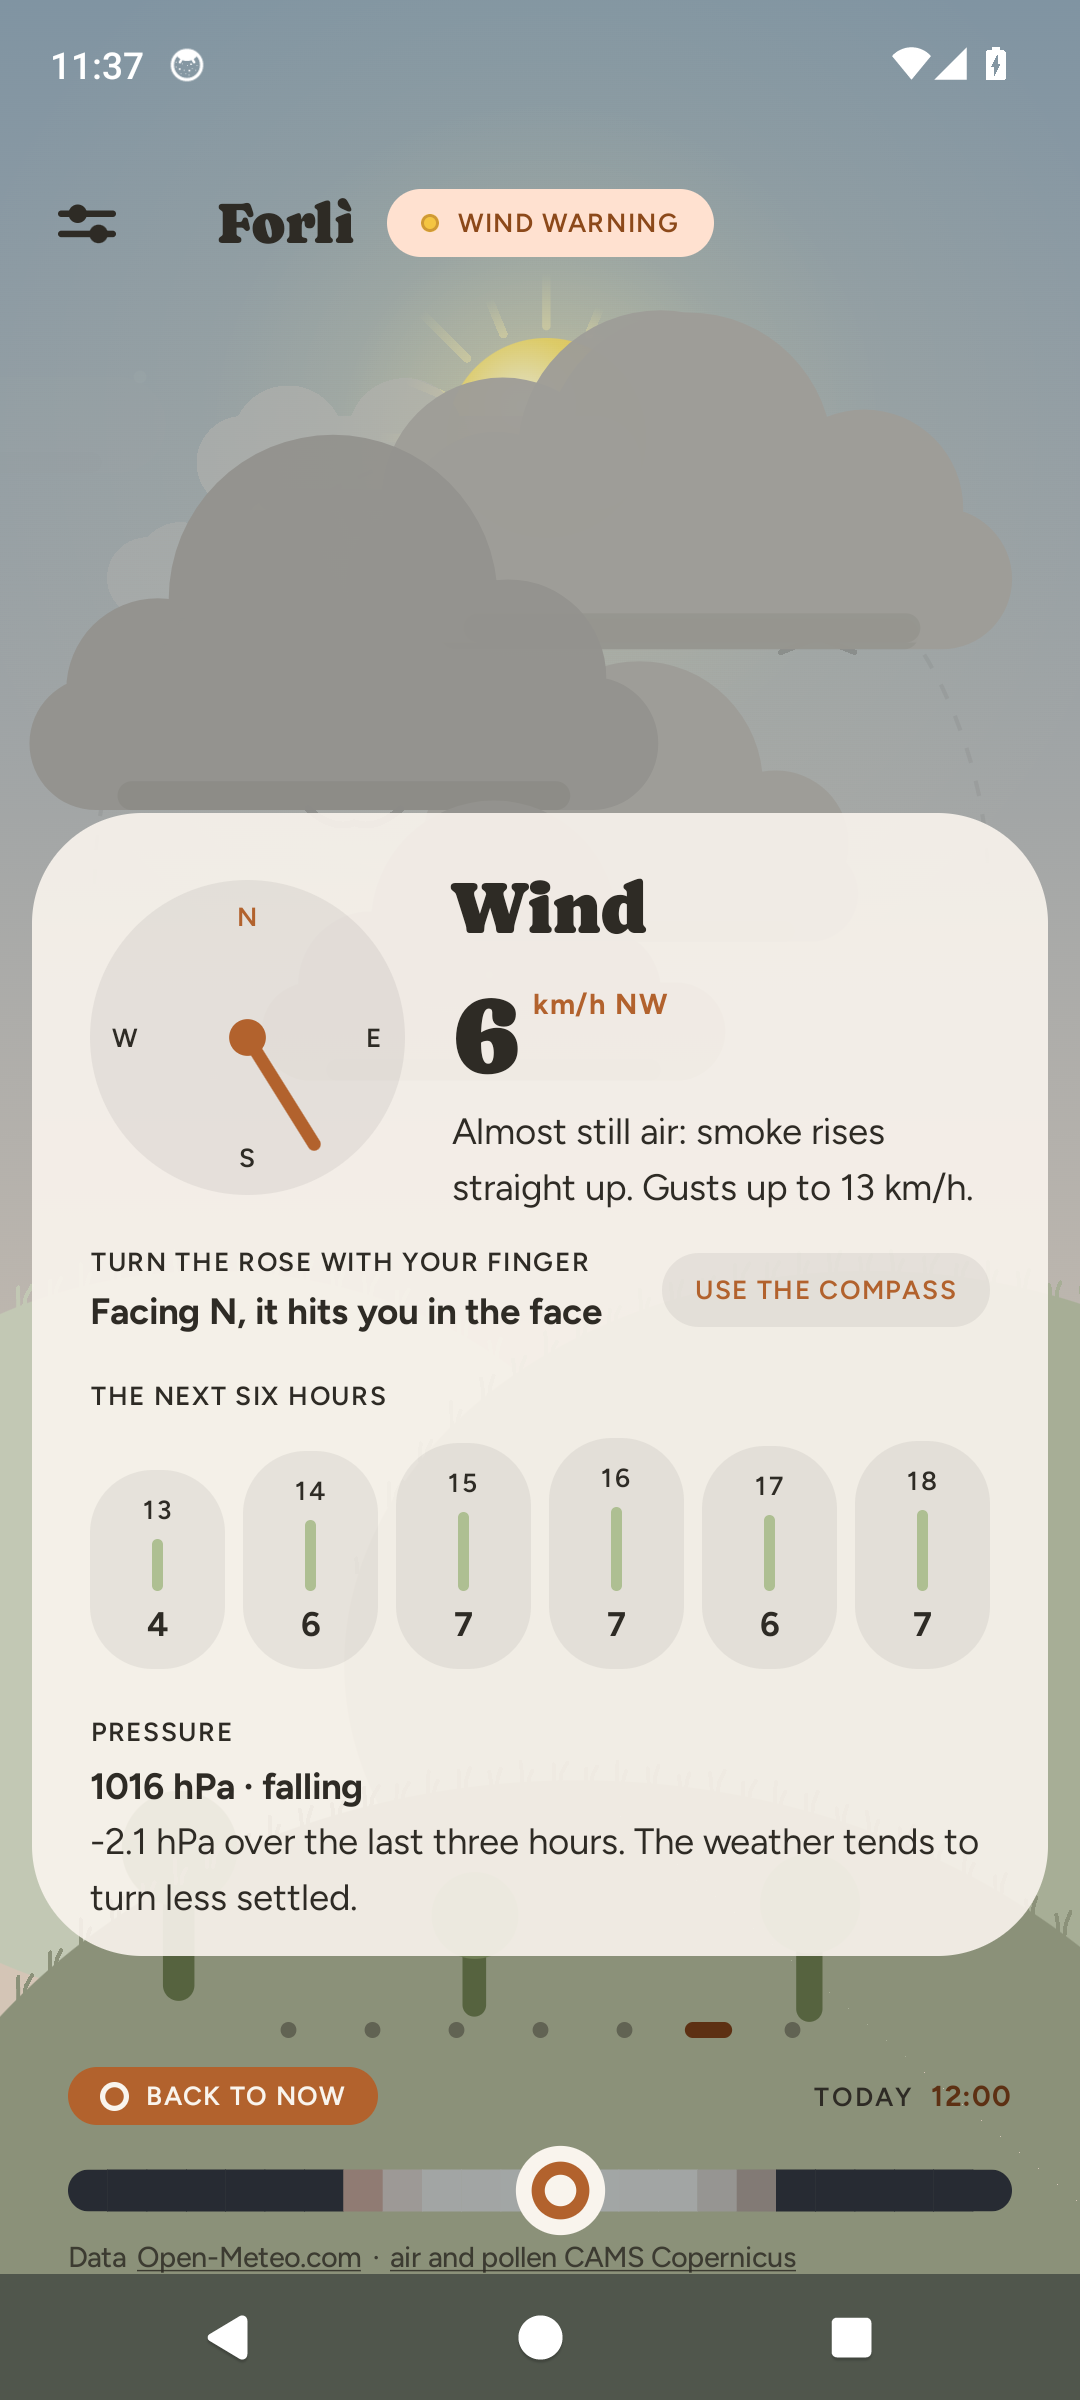 11:37
Forlì
WIND WARNING
N
W
E
S
Wind
6 km/h NW
Almost still air: smoke rises
straight up. Gusts up to 13 km/h.
TURN THE ROSE WITH YOUR FINGER
Facing N, it hits you in the face
USE THE COMPASS
THE NEXT SIX HOURS
13 14 15 16 17 18
4 6 7 7 6 7
PRESSURE
1016 hPa · falling
-2.1 hPa over the last three hours. The weather tends to
turn less settled.
BACK TO NOW
TODAY 12:00
Data Open-Meteo.com · air and pollen CAMS Copernicus